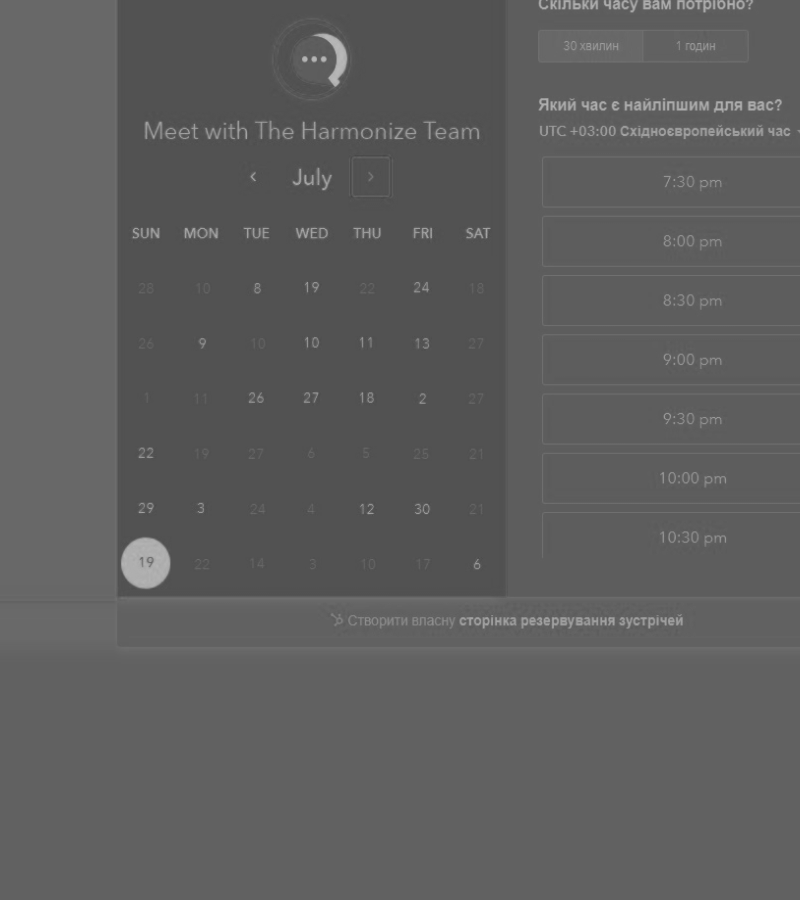 Скільки часу вам потрібно?
30 хвилин 1 годин
Meet with The Harmonize Team
Який час є найліпшим для вас?
UTC +03:00 Східноєвропейський час
July
SUN MON TUE WED THU FRI SAT
28 10 8 19 22 24 18
26 9 10 10 11 13 27
1 11 26 27 18 2 27
22 19 27 6 5 25 21
29 3 24 4 12 30 21
19 22 14 3 10 17 6
7:30 pm
8:00 pm
8:30 pm
9:00 pm
9:30 pm
10:00 pm
10:30 pm
Створити власну сторінка резервування зустрічей